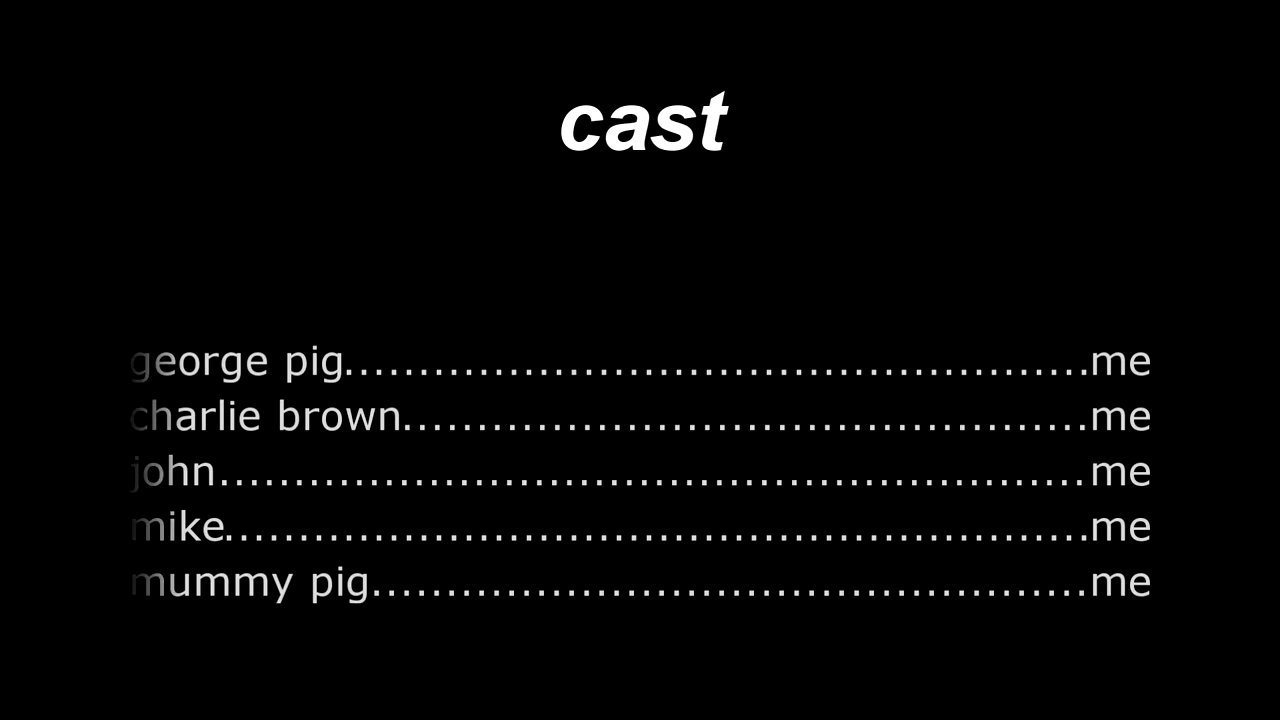 cast
george pig..................................................me
charlie brown..............................................me
john..........................................................me
mike..........................................................me
mummy pig................................................me